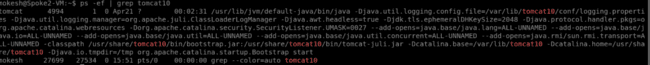 mokesh@Spoke2-VM:~$ ps -ef | grep tomcat10
tomcat 4994 1 0 Apr17 ? 00:02:31 /usr/lib/jvm/default-java/bin/java -Djava.util.logging.config.file=/var/lib/tomcat10/conf/logging.properti
es -Djava.util.logging.manager=org.apache.juli.ClassLoaderLogManager -Djava.awt.headless=true -Djdk.tls.ephemeralDHKeySize=2048 -Djava.protocol.handler.pkgs=o
rg.apache.catalina.webresources -Dorg.apache.catalina.security.SecurityListener.UMASK=0027 --add-opens=java.base/java.lang=ALL-UNNAMED --add-opens=java.base/j
ava.io=ALL-UNNAMED --add-opens=java.base/java.util=ALL-UNNAMED --add-opens=java.base/java.util.concurrent=ALL-UNNAMED --add-opens=java.rmi/sun.rmi.transport=A
LL-UNNAMED -classpath /usr/share/tomcat10/bin/bootstrap.jar:/usr/share/tomcat10/bin/tomcat-juli.jar -Dcatalina.base=/var/lib/tomcat10 -Dcatalina.home=/usr/sha
re/tomcat10 -Djava.io.tmpdir=/tmp org.apache.catalina.startup.Bootstrap start
mokesh 27699 27534 0 15:51 pts/0 00:00:00 grep --color=auto tomcat10